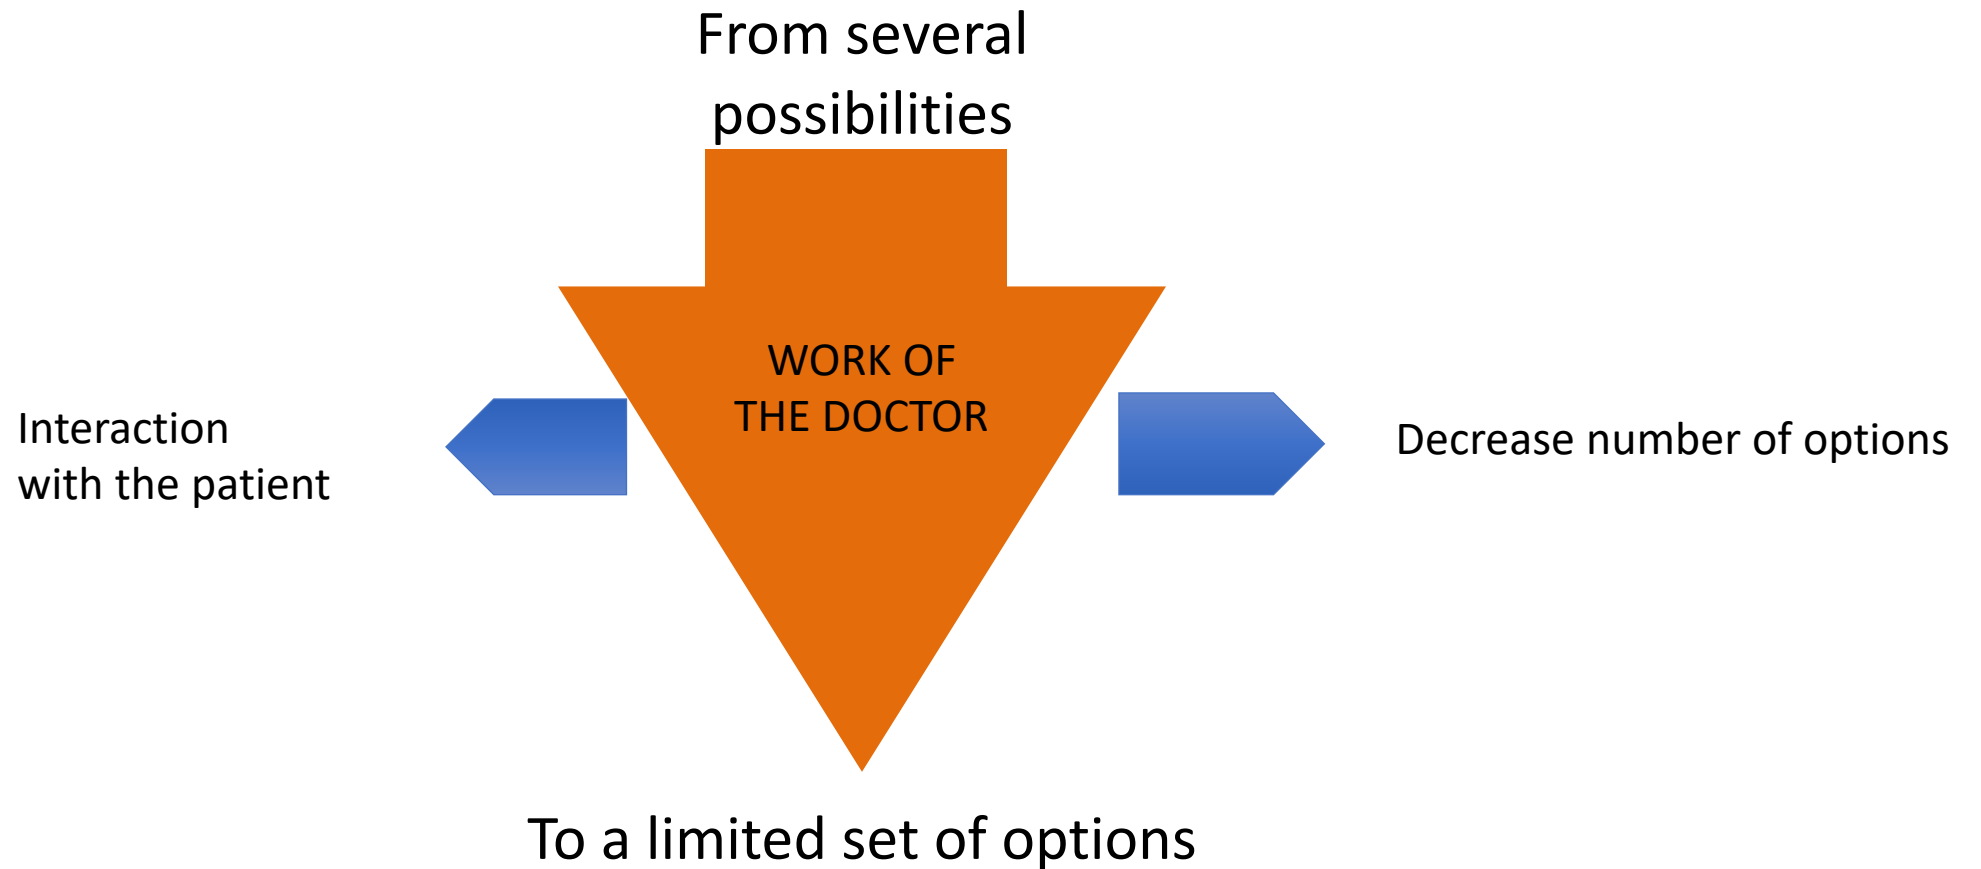 From several
possibilities
WORK OF
THE DOCTOR
Interaction
with the patient
Decrease number of options
To a limited set of options